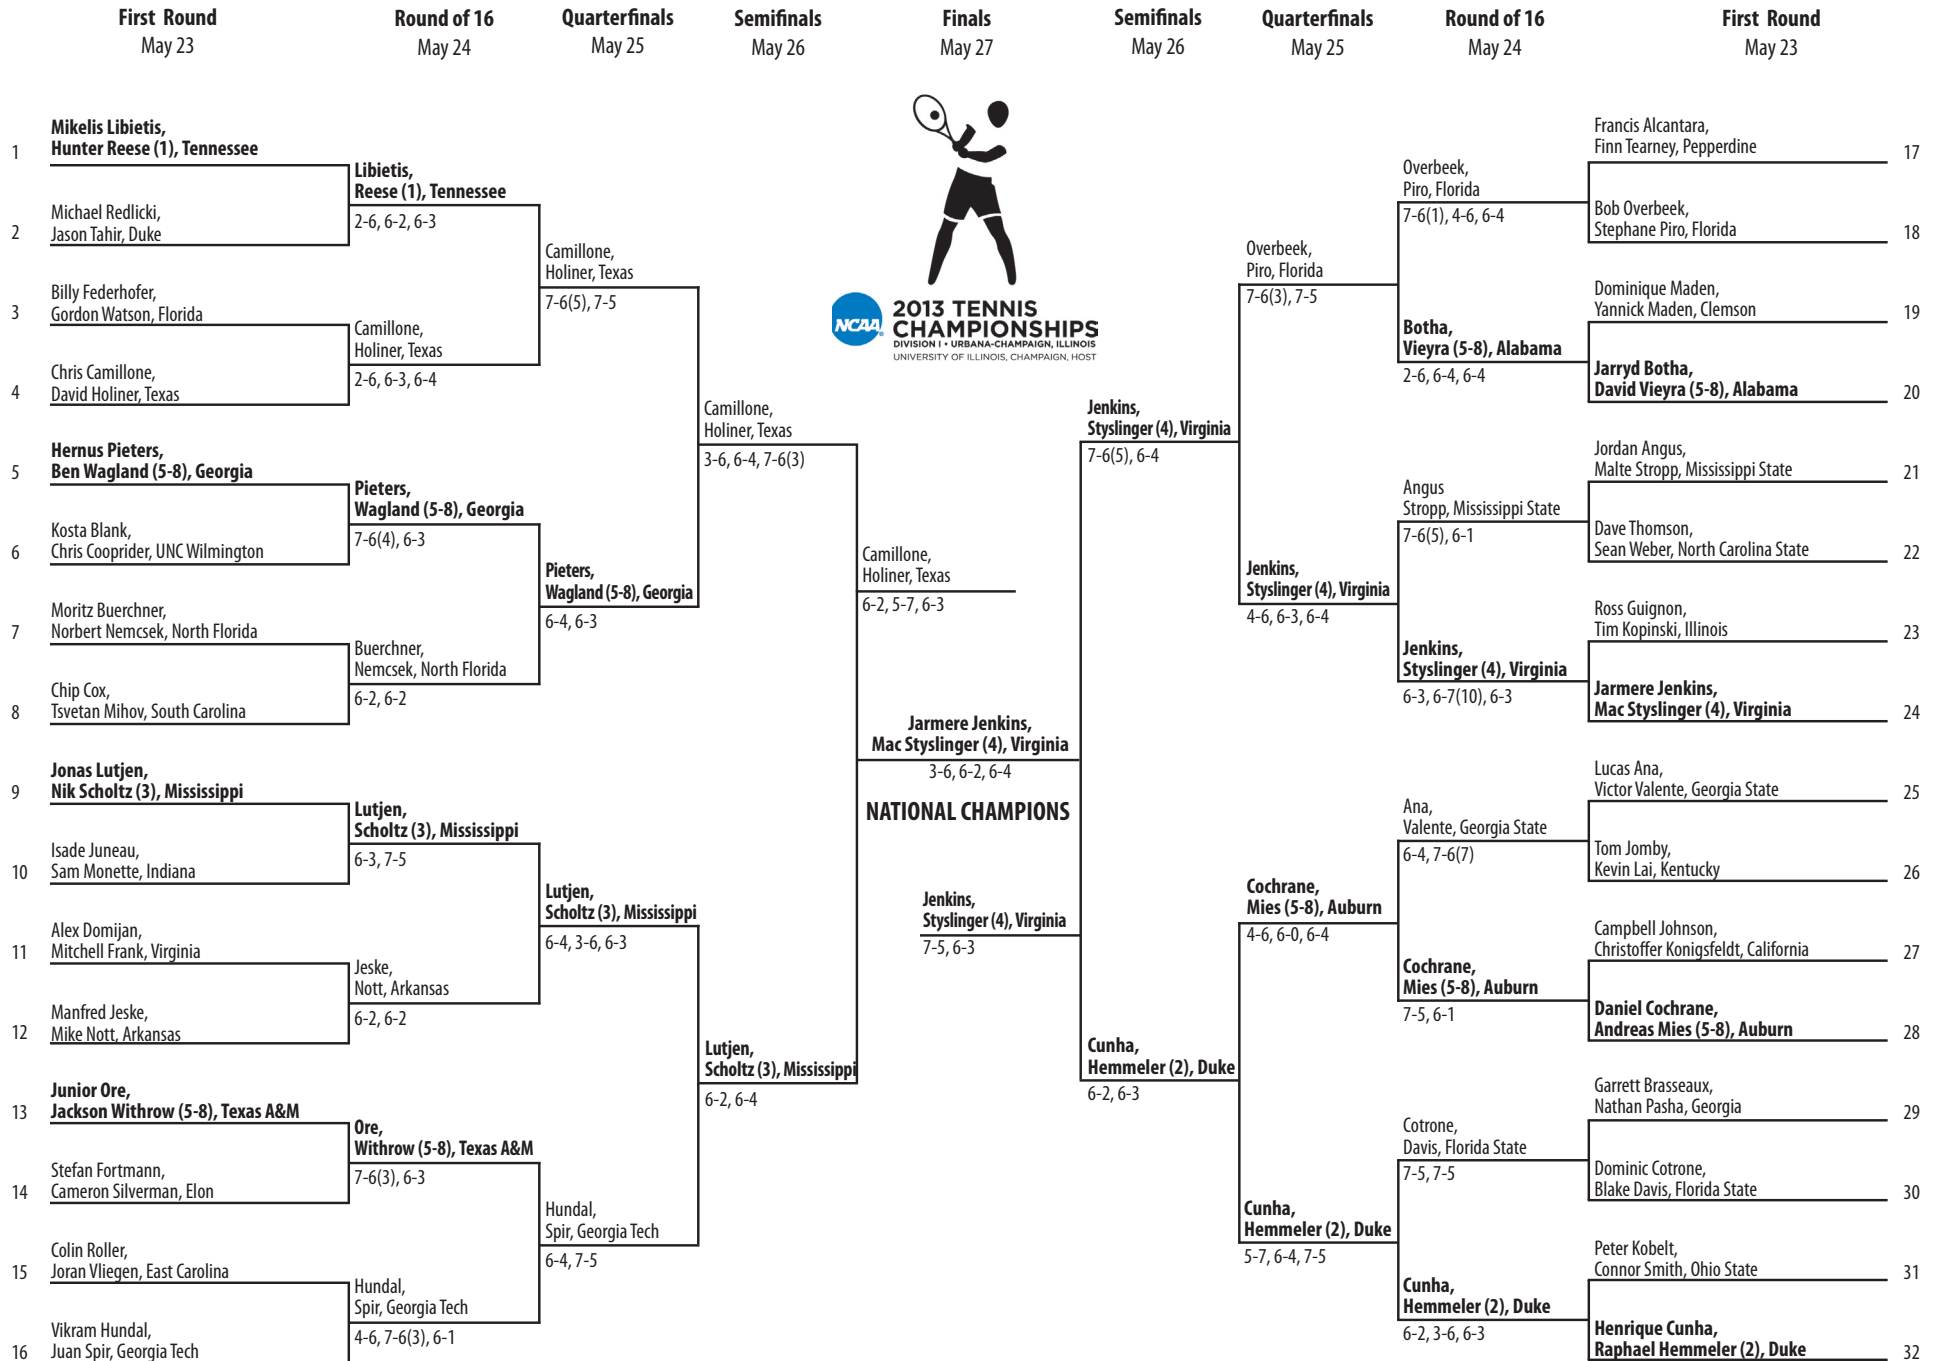 First Round
May 23
Round of 16
May 24
Quarterfinals
May 25
Semifinals
May 26
Finals
May 27
Semifinals
May 26
Quarterfinals
May 25
Round of 16
May 24
First Round
May 23
1
Mikelis Libietis,
Hunter Reese (1), Tennessee
2
Michael Redlicki,
Jason Tahir, Duke
3
Billy Federhofer,
Gordon Watson, Florida
4
Chris Camillone,
David Holiner, Texas
5
Hernus Pieters,
Ben Wagland (5-8), Georgia
6
Kosta Blank,
Chris Cooprider, UNC Wilmington
7
Moritz Buerchner,
Norbert Nemcsek, North Florida
8
Chip Cox,
Tsvetan Mihov, South Carolina
9
Jonas Lutjen,
Nik Scholtz (3), Mississippi
10
Isade Juneau,
Sam Monette, Indiana
11
Alex Domijan,
Mitchell Frank, Virginia
12
Manfred Jeske,
Mike Nott, Arkansas
13
Junior Ore,
Jackson Withrow (5-8), Texas A&M
14
Stefan Fortmann,
Cameron Silverman, Elon
15
Colin Roller,
Joran Vliegen, East Carolina
16
Vikram Hundal,
Juan Spir, Georgia Tech
Libietis,
Reese (1), Tennessee
2-6, 6-2, 6-3
Camillone,
Holiner, Texas
2-6, 6-3, 6-4
Pieters,
Wagland (5-8), Georgia
7-6(4), 6-3
Buerchner,
Nemcsek, North Florida
6-2, 6-2
Lutjen,
Scholtz (3), Mississippi
6-3, 7-5
Jeske,
Nott, Arkansas
6-2, 6-2
Ore,
Withrow (5-8), Texas A&M
7-6(3), 6-3
Hundal,
Spir, Georgia Tech
4-6, 7-6(3), 6-1
Camillone,
Holiner, Texas
7-6(5), 7-5
Pieters,
Wagland (5-8), Georgia
6-4, 6-3
Lutjen,
Scholtz (3), Mississippi
6-4, 3-6, 6-3
Hundal,
Spir, Georgia Tech
6-4, 7-5
Camillone,
Holiner, Texas
3-6, 6-4, 7-6(3)
Lutjen,
Scholtz (3), Mississippi
6-2, 6-4
NCAA
2013 TENNIS
CHAMPIONSHIPS
DIVISION I • URBANA-CHAMPAIGN, ILLINOIS
UNIVERSITY OF ILLINOIS, CHAMPAIGN, HOST
Camillone,
Holiner, Texas
6-2, 5-7, 6-3
Jarmere Jenkins,
Mac Styslinger (4), Virginia
3-6, 6-2, 6-4
NATIONAL CHAMPIONS
Jenkins,
Styslinger (4), Virginia
7-5, 6-3
Jenkins,
Styslinger (4), Virginia
7-6(5), 6-4
Cunha,
Hemmeler (2), Duke
6-2, 6-3
Overbeek,
Piro, Florida
7-6(3), 7-5
Jenkins,
Styslinger (4), Virginia
4-6, 6-3, 6-4
Cochrane,
Mies (5-8), Auburn
4-6, 6-0, 6-4
Cunha,
Hemmeler (2), Duke
5-7, 6-4, 7-5
Overbeek,
Piro, Florida
7-6(1), 4-6, 6-4
Botha,
Vieyra (5-8), Alabama
2-6, 6-4, 6-4
Angus
Stropp, Mississippi State
7-6(5), 6-1
Jenkins,
Styslinger (4), Virginia
6-3, 6-7(10), 6-3
Ana,
Valente, Georgia State
6-4, 7-6(7)
Cochrane,
Mies (5-8), Auburn
7-5, 6-1
Cotrone,
Davis, Florida State
7-5, 7-5
Cunha,
Hemmeler (2), Duke
6-2, 3-6, 6-3
Francis Alcantara,
Finn Tearney, Pepperdine
17
Bob Overbeek,
Stephane Piro, Florida
18
Dominique Maden,
Yannick Maden, Clemson
19
Jarryd Botha,
David Vieyra (5-8), Alabama
20
Jordan Angus,
Malte Stropp, Mississippi State
21
Dave Thomson,
Sean Weber, North Carolina State
22
Ross Guignon,
Tim Kopinski, Illinois
23
Jarmere Jenkins,
Mac Styslinger (4), Virginia
24
Lucas Ana,
Victor Valente, Georgia State
25
Tom Jomby,
Kevin Lai, Kentucky
26
Campbell Johnson,
Christoffer Konigsfeldt, California
27
Daniel Cochrane,
Andreas Mies (5-8), Auburn
28
Garrett Brasseaux,
Nathan Pasha, Georgia
29
Dominic Cotrone,
Blake Davis, Florida State
30
Peter Kobelt,
Connor Smith, Ohio State
31
Henrique Cunha,
Raphael Hemmeler (2), Duke
32